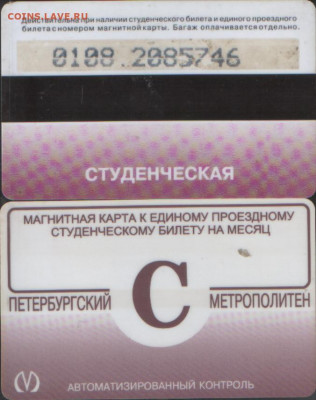 COINS.LAVE.RU
Действительна при наличии студенческого билета и единого проездного
билета с номером магнитной карты. Багаж оплачивается отдельно.
0108 2085746
СТУДЕНЧЕСКАЯ
МАГНИТНАЯ КАРТА К ЕДИНОМУ ПРОЕЗДНОМУ
СТУДЕНЧЕСКОМУ БИЛЕТУ НА МЕСЯЦ
ПЕТЕРБУРГСКИЙ С МЕТРОПОЛИТЕН
АВТОМАТИЗИРОВАННЫЙ КОНТРОЛЬ